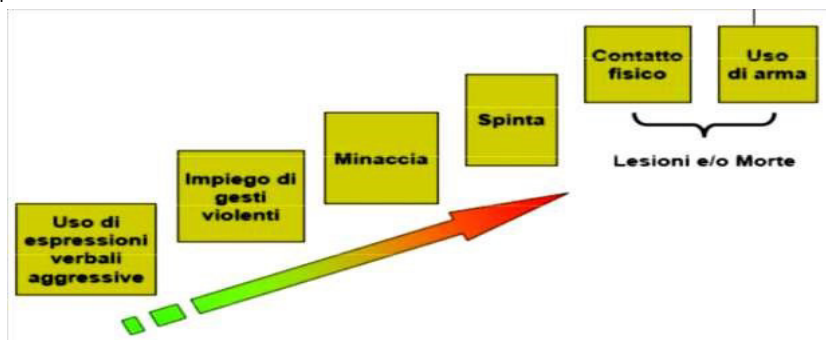 Uso di
espressioni
verbali
aggressive
Impiego di
gesti
violenti
Minaccia
Spinta
Contatto
fisico
Uso
di arma
Lesioni e/o Morte